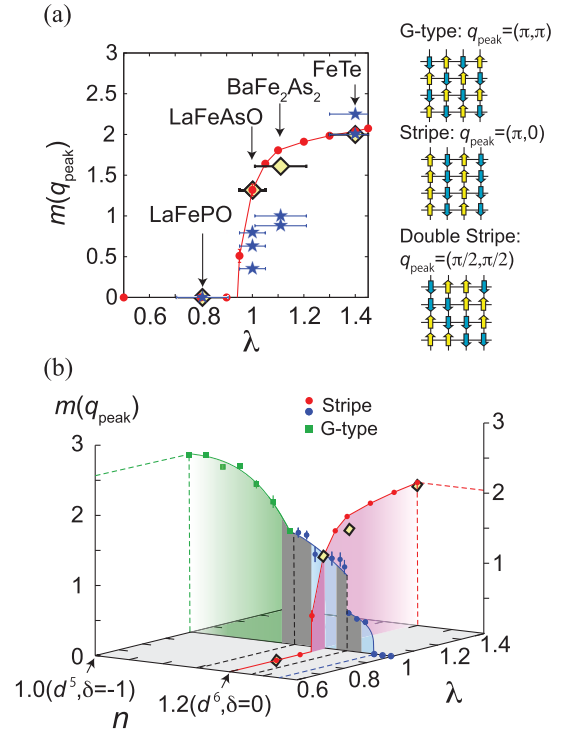 (a)
G-type: q_peak=(π,π)
3
2.5
2
1.5
1
0.5
0
m(q_peak)
FeTe
BaFe₂As₂
LaFeAsO
LaFePO
0.6 0.8 1 1.2 1.4
λ
Stripe: q_peak=(π,0)
Double Stripe:
q_peak=(π/2,π/2)
(b)
m(q_peak)
Stripe
G-type
3
2
1
0
3
2
1
1.4
1.2
1
0.8
0.6
λ
1.0(d⁵,δ=-1)
1.2(d⁶,δ=0)
n